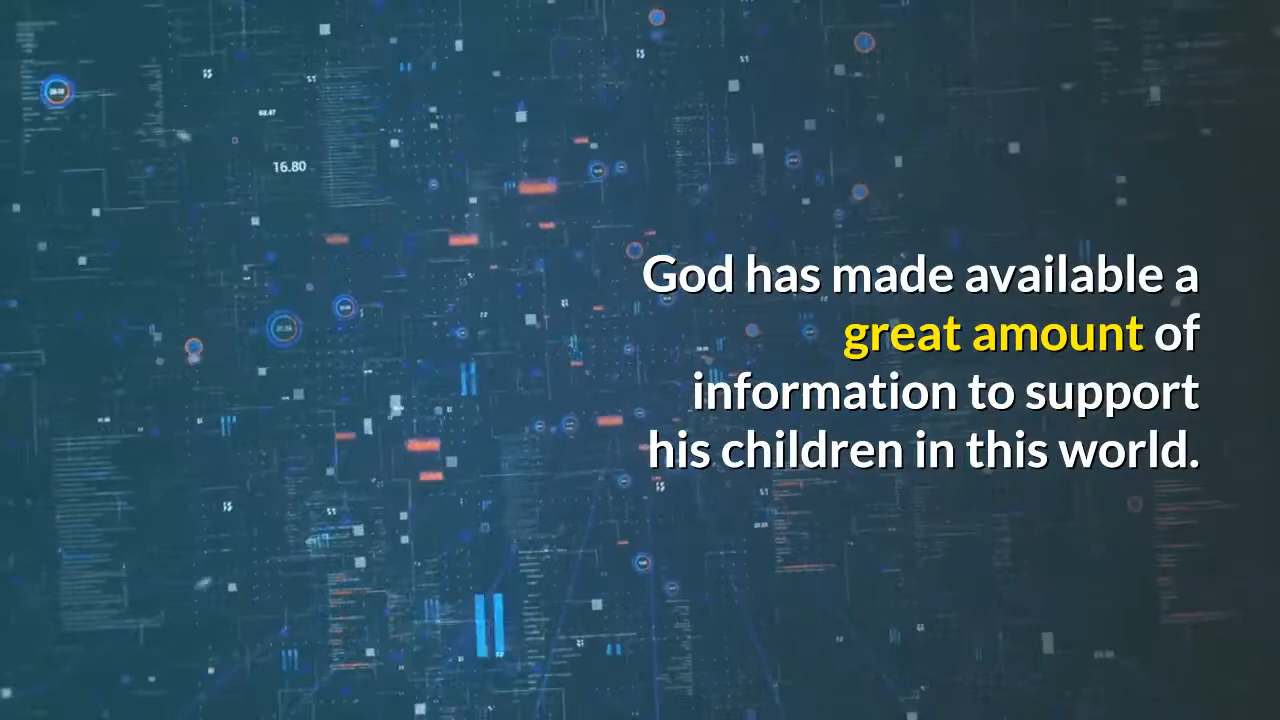 16.80
God has made available a
great amount of
information to support
his children in this world.